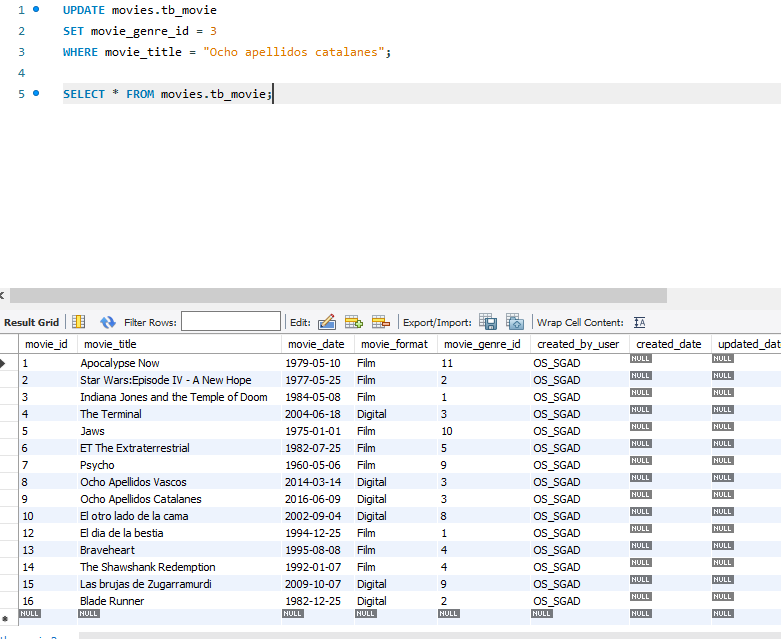 1 UPDATE movies.tb_movie
2 SET movie_genre_id = 3
3 WHERE movie_title = "Ocho apellidos catalanes";
4
5 SELECT * FROM movies.tb_movie;
Result Grid Filter Rows: Edit: Export/Import: Wrap Cell Content:
movie_id movie_title movie_date movie_format movie_genre_id created_by_user created_date updated_dat
1 Apocalypse Now 1979-05-10 Film 11 OS_SGAD NULL NULL
2 Star Wars:Episode IV - A New Hope 1977-05-25 Film 2 OS_SGAD NULL NULL
3 Indiana Jones and the Temple of Doom 1984-05-08 Film 1 OS_SGAD NULL NULL
4 The Terminal 2004-06-18 Digital 3 OS_SGAD NULL NULL
5 Jaws 1975-01-01 Film 10 OS_SGAD NULL NULL
6 ET The Extraterrestrial 1982-07-25 Film 5 OS_SGAD NULL NULL
7 Psycho 1960-05-06 Film 9 OS_SGAD NULL NULL
8 Ocho Apellidos Vascos 2014-03-14 Digital 3 OS_SGAD NULL NULL
9 Ocho Apellidos Catalanes 2016-06-09 Digital 3 OS_SGAD NULL NULL
10 El otro lado de la cama 2002-09-04 Digital 8 OS_SGAD NULL NULL
12 El dia de la bestia 1994-12-25 Film 1 OS_SGAD NULL NULL
13 Braveheart 1995-08-08 Film 4 OS_SGAD NULL NULL
14 The Shawshank Redemption 1992-01-07 Film 4 OS_SGAD NULL NULL
15 Las brujas de Zugarramurdi 2009-10-07 Digital 9 OS_SGAD NULL NULL
16 Blade Runner 1982-12-25 Digital 2 OS_SGAD NULL NULL
NULL NULL NULL NULL NULL NULL NULL NULL